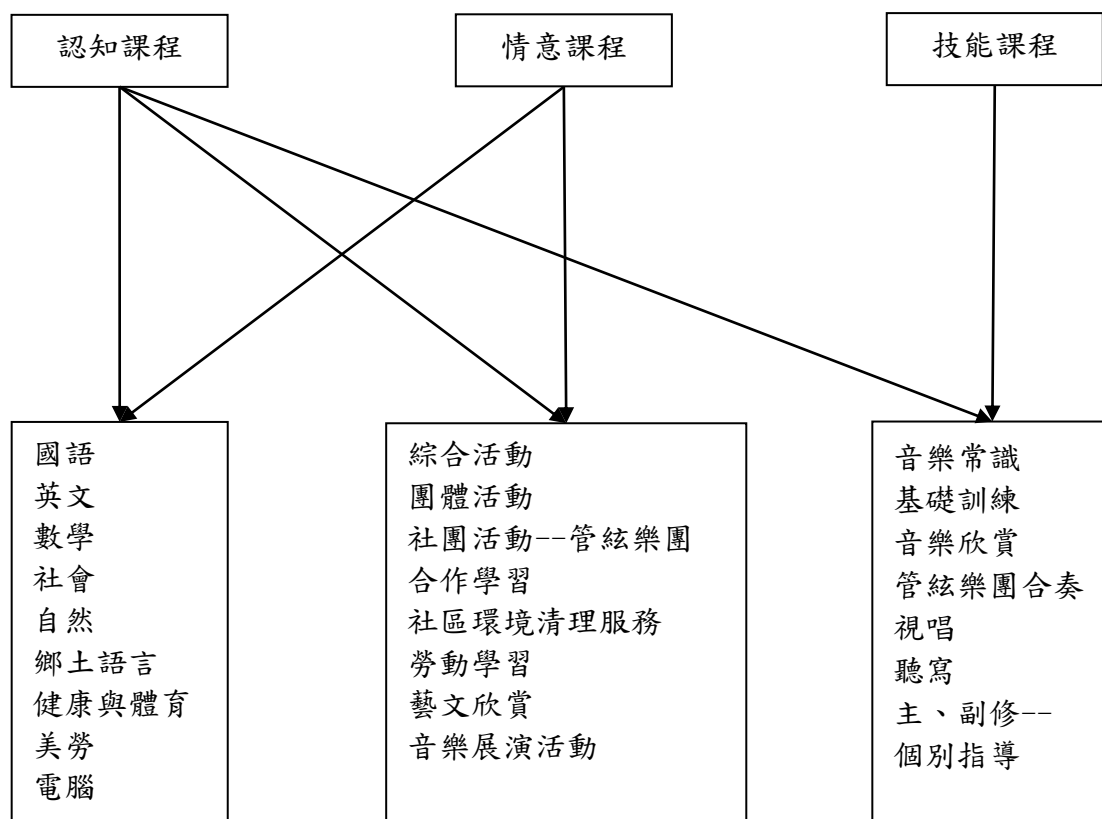 認知課程
情意課程
技能課程
國語
英文
數學
社會
自然
鄉土語言
健康與體育
美勞
電腦
綜合活動
團體活動
社團活動--管絃樂團
合作學習
社區環境清理服務
勞動學習
藝文欣賞
音樂展演活動
音樂常識
基礎訓練
音樂欣賞
管絃樂團合奏
視唱
聽寫
主、副修--
個別指導